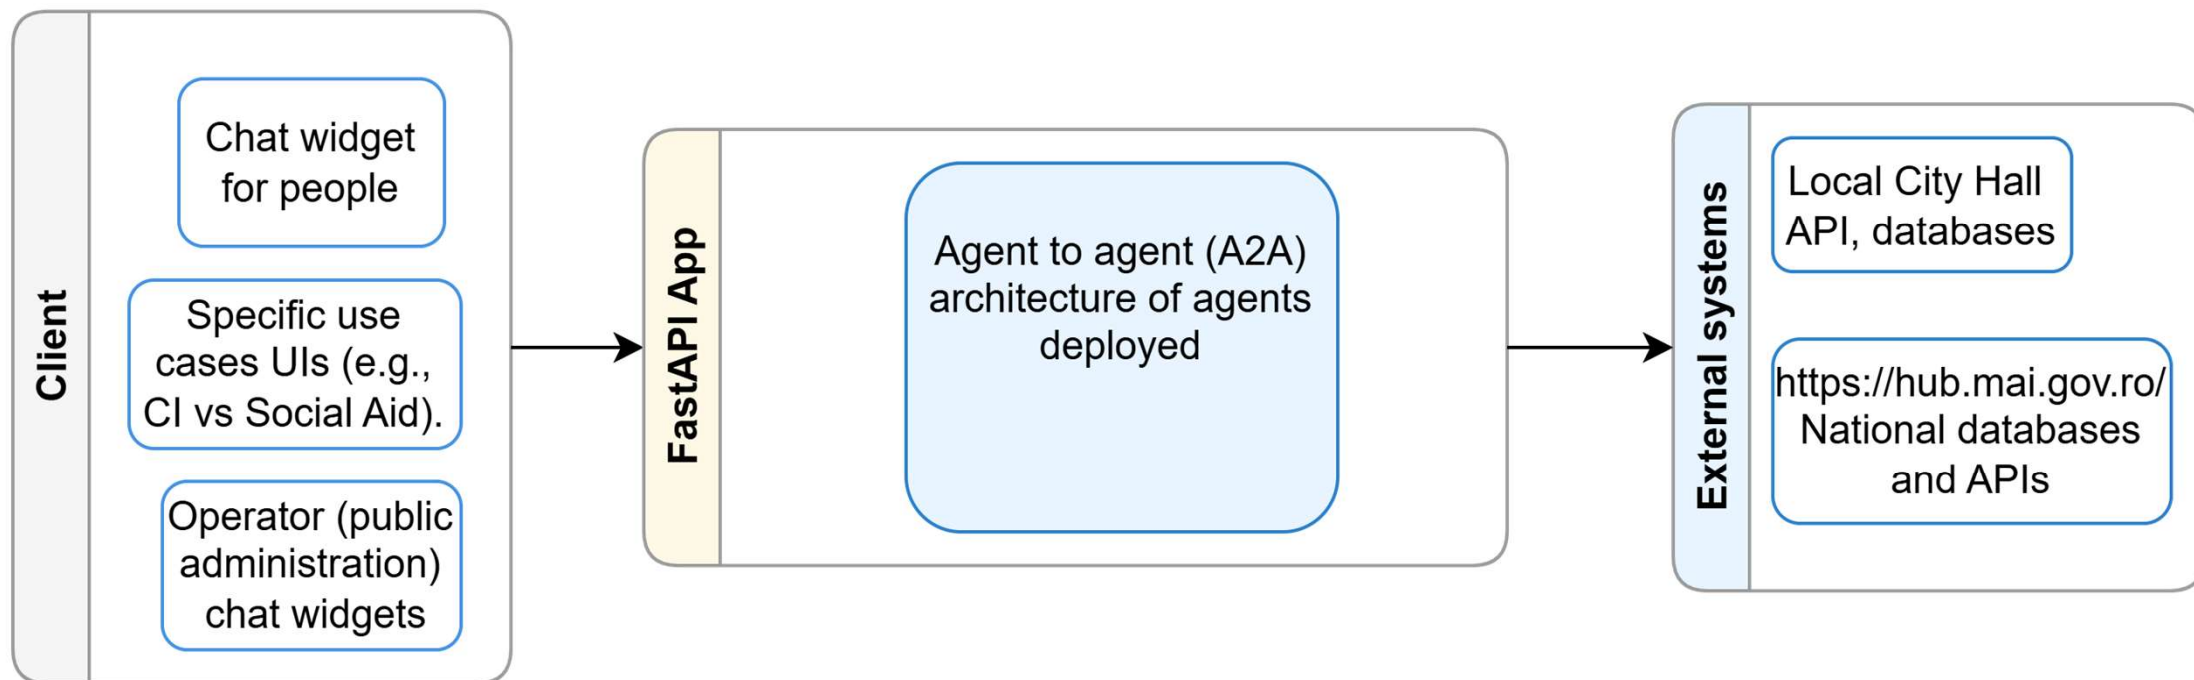 Client
Chat widget
for people
Specific use
cases UIs (e.g.,
CI vs Social Aid).
Operator (public
administration)
chat widgets
FastAPI App
Agent to agent (A2A)
architecture of agents
deployed
External systems
Local City Hall
API, databases
https://hub.mai.gov.ro/
National databases
and APIs